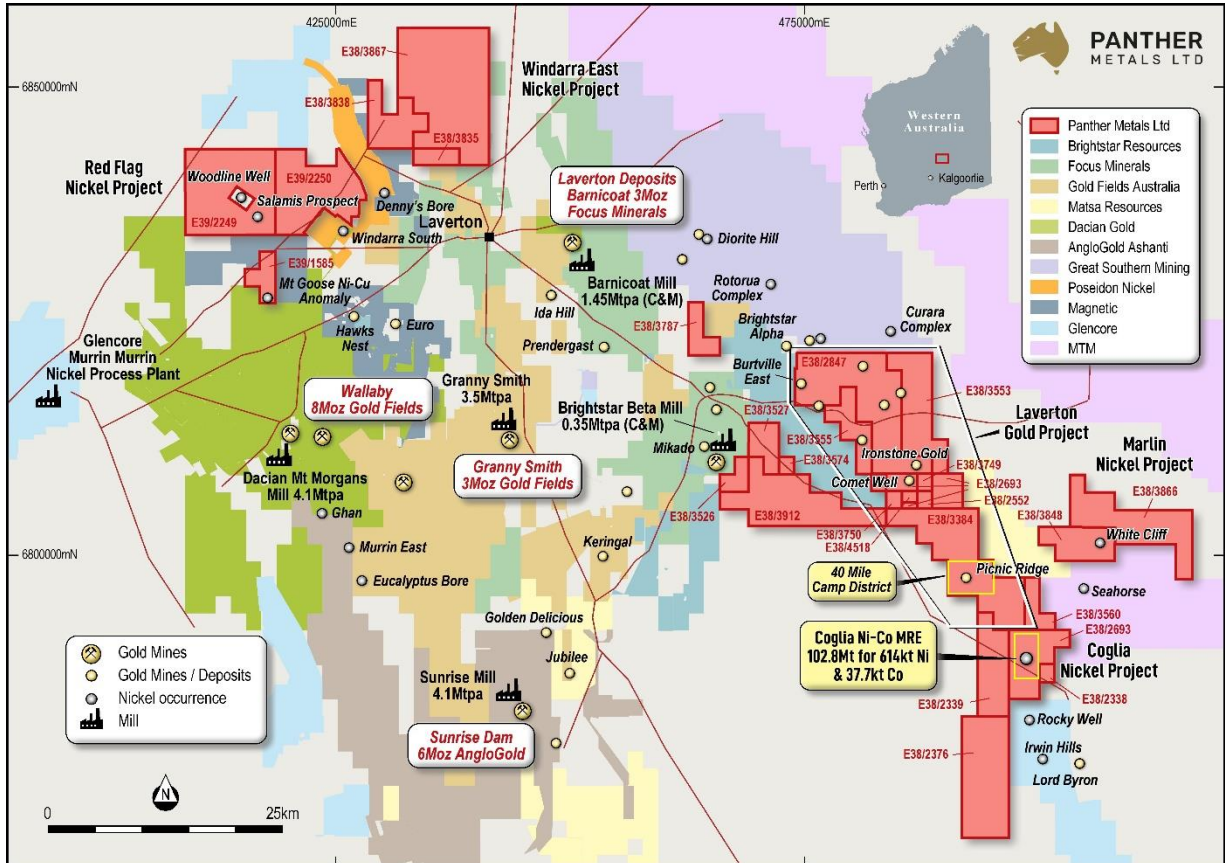 425000mE
475000mE
6850000mN
6800000mN
PANTHER
METALS LTD
Western
Australia
Perth
Kalgoorlie
Panther Metals Ltd
Brightstar Resources
Focus Minerals
Gold Fields Australia
Matsa Resources
Dacian Gold
AngloGold Ashanti
Great Southern Mining
Poseidon Nickel
Magnetic
Glencore
MTM
E38/3867
E38/3838
E38/3835
Windarra East
Nickel Project
Red Flag
Nickel Project
Woodline Well
E39/2250
Salamis Prospect
E39/2249
Denny's Bore
Laverton
Windarra South
E39/1585
Mt Goose Ni-Cu
Anomaly
Laverton Deposits
Barnicoat 3Moz
Focus Minerals
Barnicoat Mill
1.45Mtpa (C&M)
Diorite Hill
Rotorua
Complex
Ida Hill
Hawks
Nest
Euro
Prendergast
E38/3787
Brightstar
Alpha
Curara
Complex
Glencore
Murrin Murrin
Nickel Process Plant
Wallaby
8Moz Gold Fields
Granny Smith
3.5Mtpa
Granny Smith
3Moz Gold Fields
Brightstar Beta Mill
0.35Mtpa (C&M)
Mikado
Burtville
East
E38/2847
E38/3553
Laverton
Gold Project
E38/3527
E38/3555
E38/3574
Ironstone Gold
Comet Well
E38/3749
E38/2693
E38/2552
Marlin
Nickel Project
E38/3866
E38/3848
White Cliff
Dacian Mt Morgans
Mill 4.1Mtpa
Ghan
E38/3526
E38/3912
E38/3750
E38/4518
E38/3384
Murrin East
Eucalyptus Bore
Keringal
40 Mile
Camp District
Picnic Ridge
Seahorse
E38/3560
E38/2693
Golden Delicious
Jubilee
Coglia Ni-Co MRE
102.8Mt for 614kt Ni
& 37.7kt Co
Coglia
Nickel Project
E38/2339
E38/2338
Sunrise Mill
4.1Mtpa
Sunrise Dam
6Moz AngloGold
Rocky Well
E38/2376
Irwin Hills
Lord Byron
Gold Mines
Gold Mines / Deposits
Nickel occurrence
Mill
N
0
25km